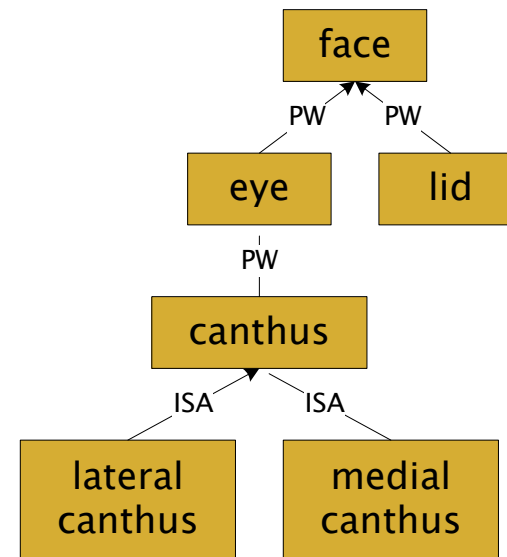 face
PW PW
eye lid
PW
canthus
ISA ISA
lateral medial
canthus canthus